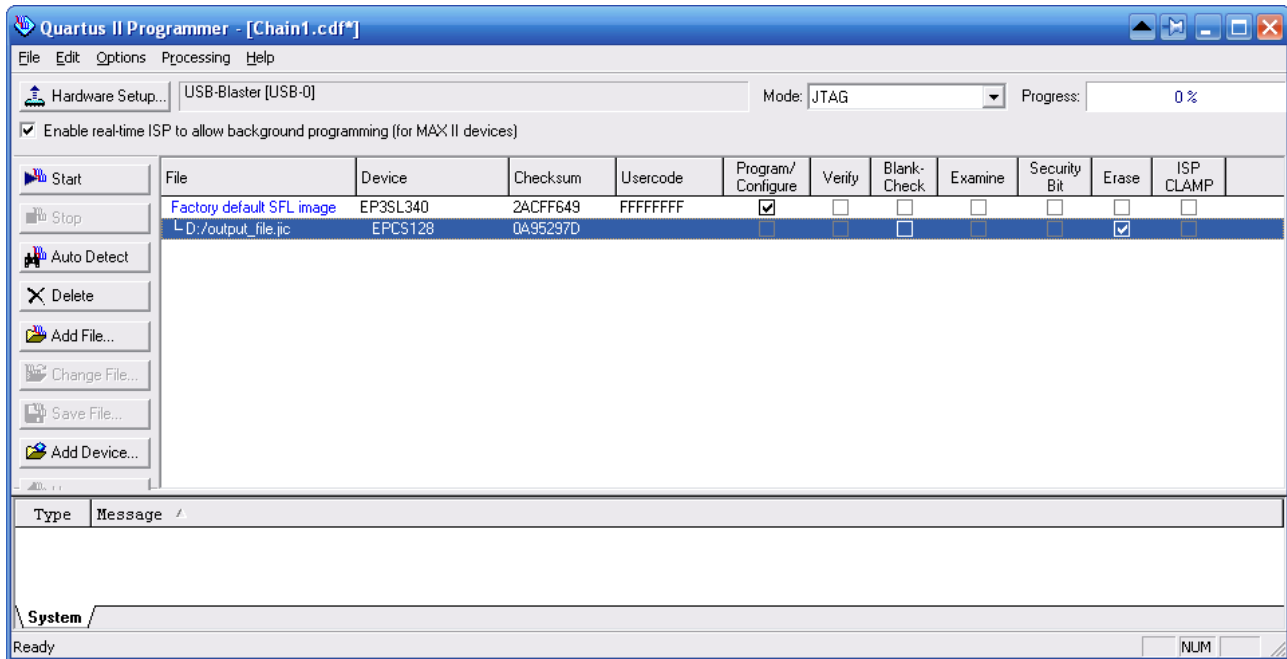 Quartus II Programmer - [Chain1.cdf*]
File Edit Options Processing Help
Hardware Setup... USB-Blaster [USB-0] Mode: JTAG Progress: 0 %
Enable real-time ISP to allow background programming (for MAX II devices)
Start
Stop
Auto Detect
Delete
Add File...
Change File...
Save File...
Add Device...
File Device Checksum Usercode Program/ Configure Verify Blank- Check Examine Security Bit Erase ISP CLAMP
Factory default SFL image EP3SL340 2ACFF649 FFFFFFFF
D:/output_file.jic EPCS128 0A95297D
Type Message
System
Ready NUM